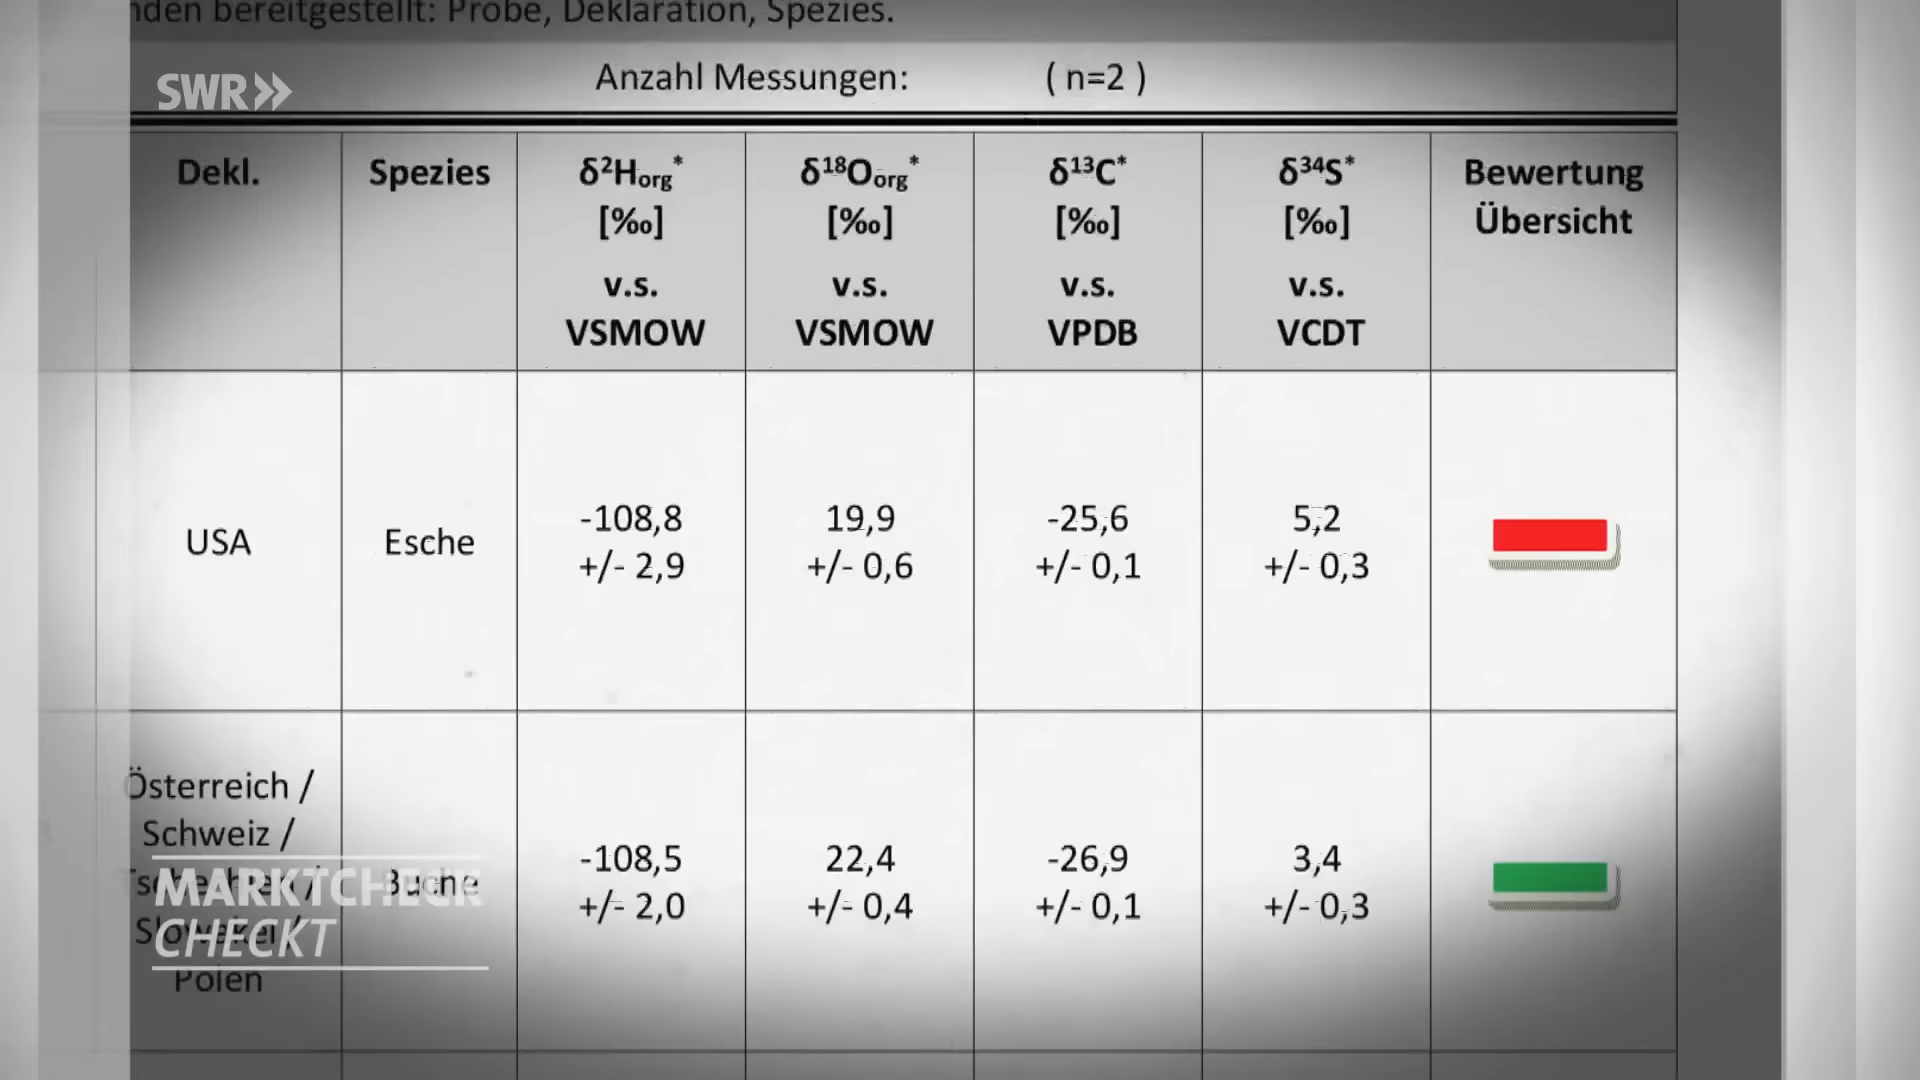 nden bereitgestellt: Probe, Deklaration, Spezies.
SWR»
Anzahl Messungen: ( n=2 )
Dekl. Spezies δ²Horg* δ¹⁸Oorg* δ¹³C* δ³⁴S* Bewertung
[‰] [‰] [‰] [‰] Übersicht
v.s. v.s. v.s. v.s.
VSMOW VSMOW VPDB VCDT
-108,8 19,9 -25,6 5,2
USA Esche
+/- 2,9 +/- 0,6 +/- 0,1 +/- 0,3
Österreich /
Schweiz /
-108,5 22,4 -26,9 3,4
Tschechien / Buche
+/- 2,0 +/- 0,4 +/- 0,1 +/- 0,3
Slowakei /
Polen
MARKTCHECK
CHECKT